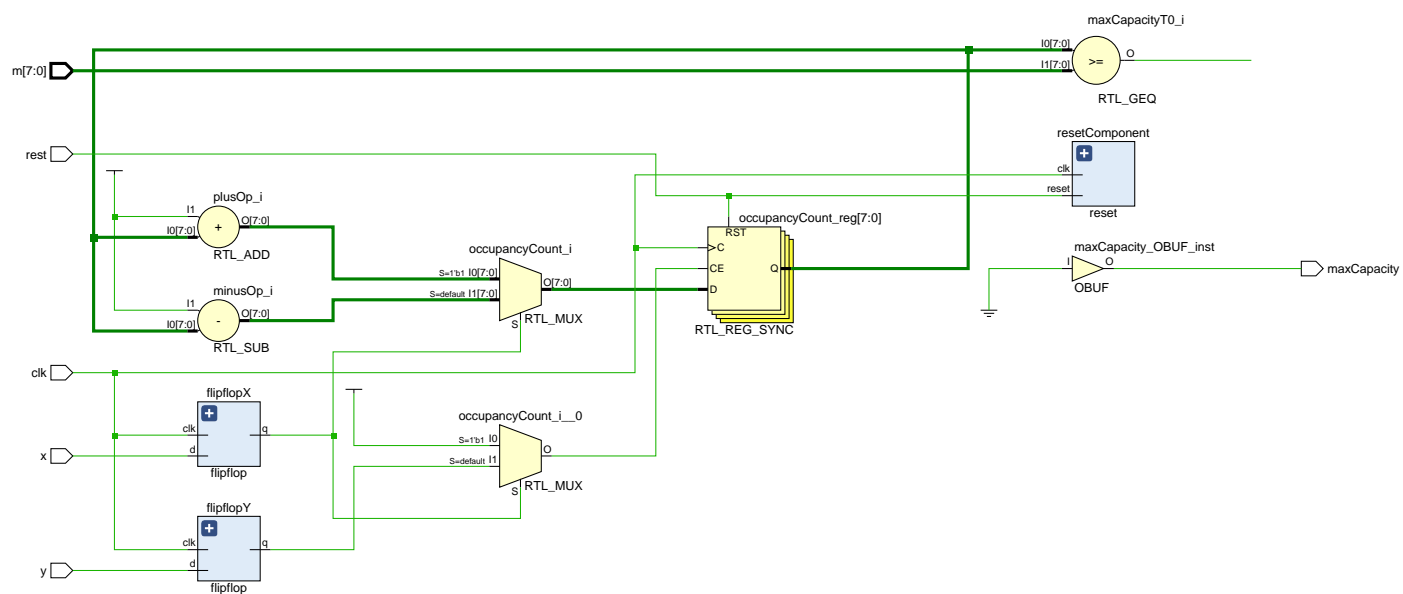 maxCapacityT0_i
I0[7:0]
m[7:0]
I1[7:0]
>=
O
RTL_GEQ
resetComponent
rest
clk
reset
reset
plusOp_i
I1
I0[7:0]
+
O[7:0]
RTL_ADD
occupancyCount_reg[7:0]
RST
C
CE
D
Q
RTL_REG_SYNC
occupancyCount_i
S=1'b1 I0[7:0]
S=default I1[7:0]
O[7:0]
S
RTL_MUX
maxCapacity_OBUF_inst
I
O
OBUF
maxCapacity
minusOp_i
I1
I0[7:0]
-
O[7:0]
RTL_SUB
clk
flipflopX
clk
q
d
x
flipflop
occupancyCount_i__0
S=1'b1 I0
S=default I1
O
S
RTL_MUX
flipflopY
clk
q
d
y
flipflop